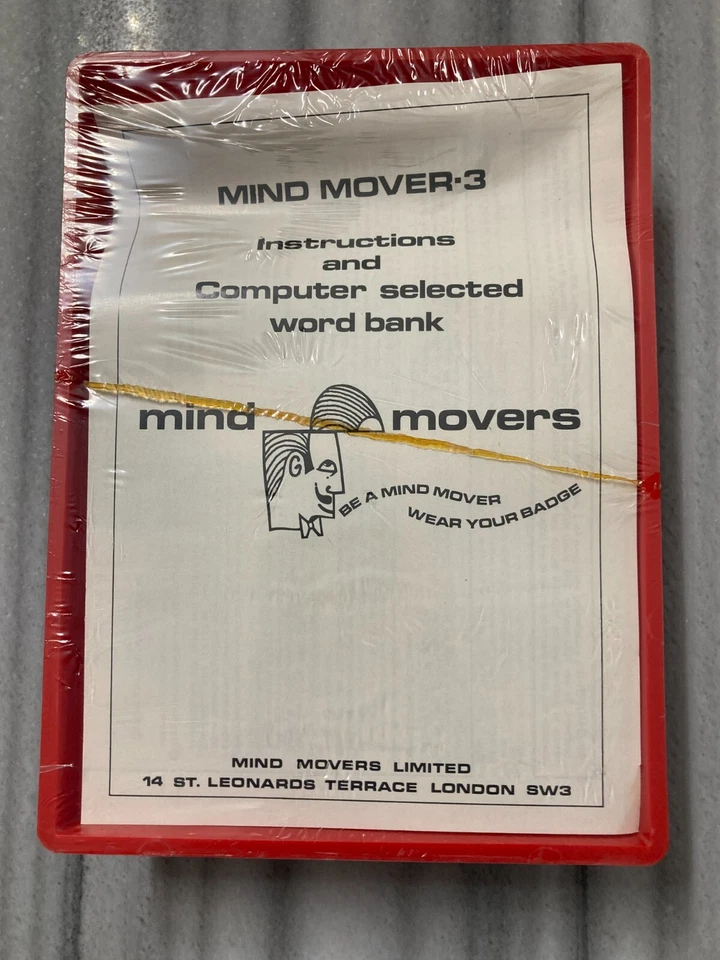 MIND MOVER·3
Instructions
and
Computer selected
word bank
mind movers
BE A MIND MOVER
WEAR YOUR BADGE
MIND MOVERS LIMITED
14 ST. LEONARDS TERRACE LONDON SW3